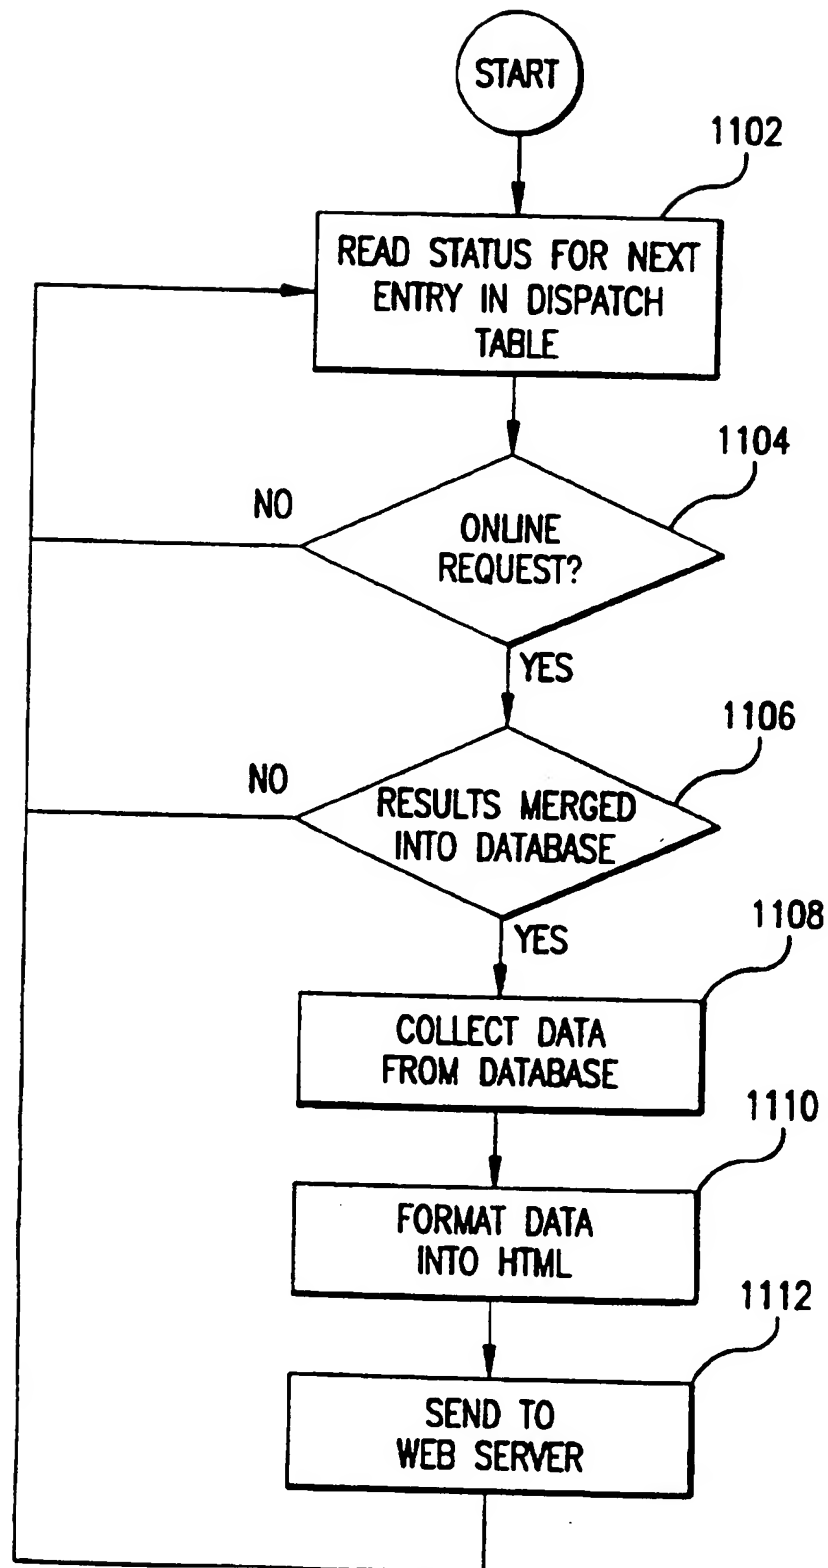 START
1102
READ STATUS FOR NEXT
ENTRY IN DISPATCH
TABLE
1104
NO
ONLINE
REQUEST?
YES
1106
NO
RESULTS MERGED
INTO DATABASE
YES
1108
COLLECT DATA
FROM DATABASE
1110
FORMAT DATA
INTO HTML
1112
SEND TO
WEB SERVER